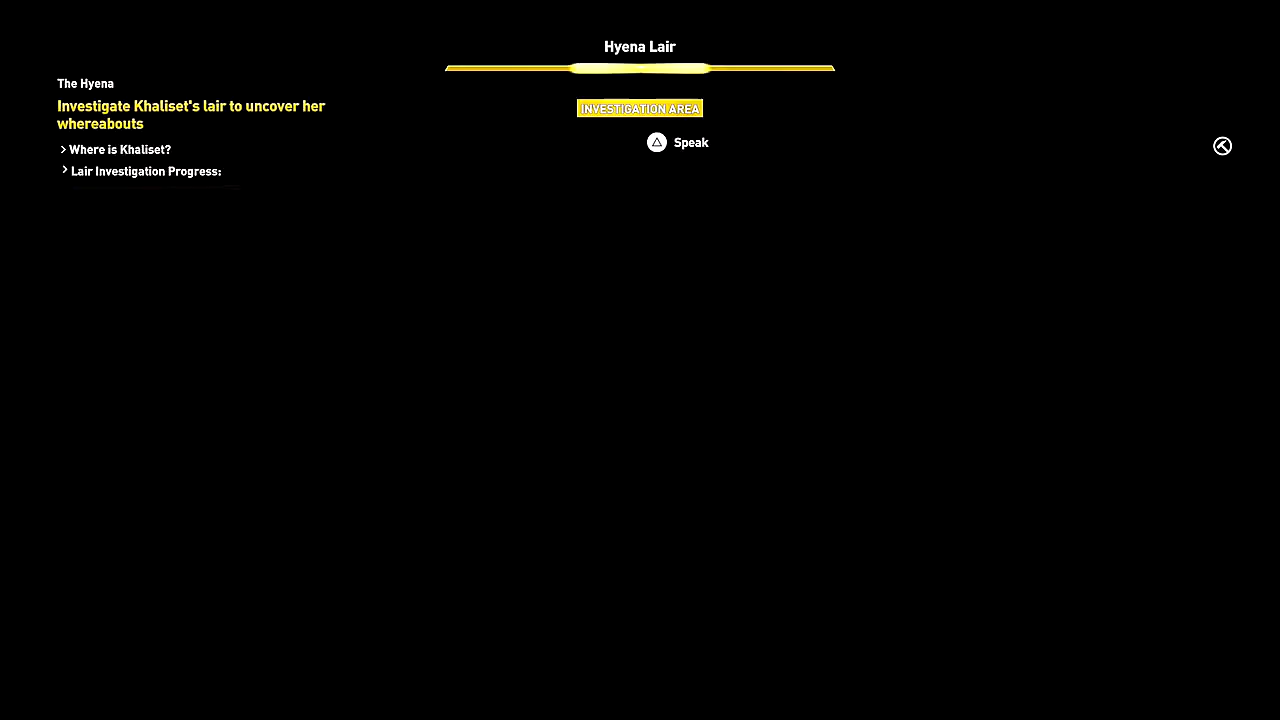 Hyena Lair
The Hyena
Investigate Khaliset's lair to uncover her
whereabouts
INVESTIGATION AREA
Speak
> Where is Khaliset?
> Lair Investigation Progress: